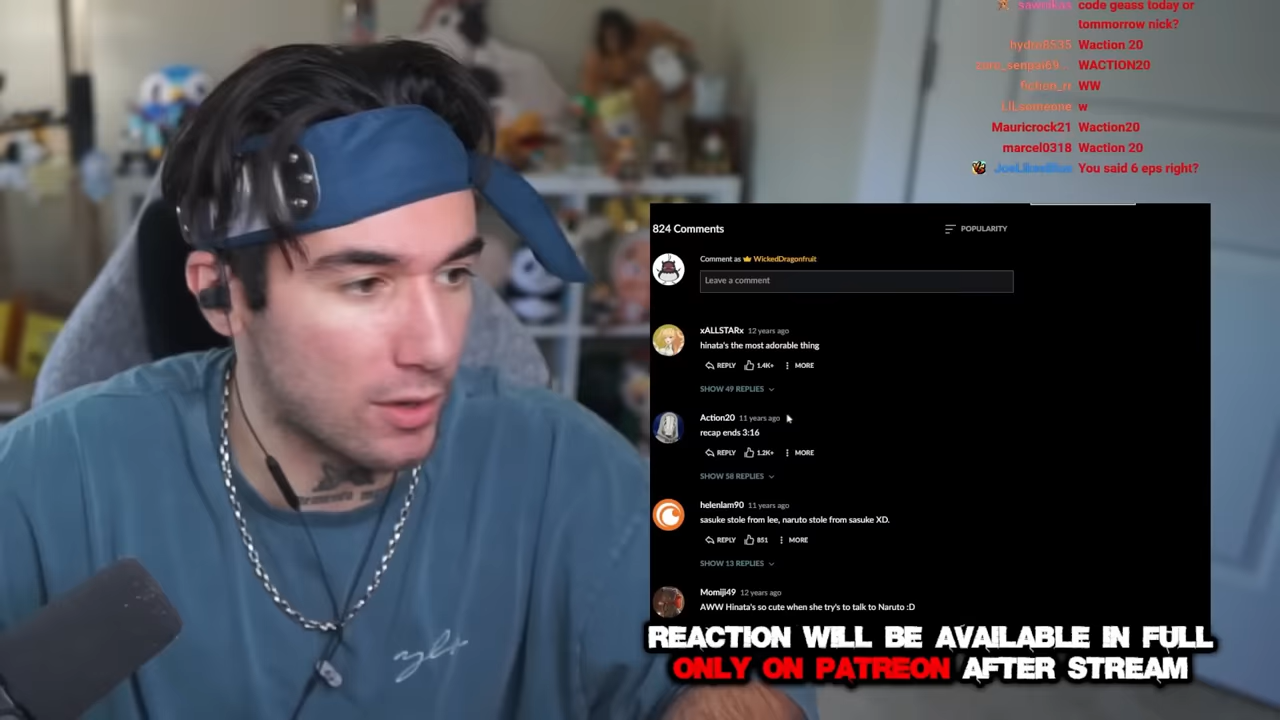 code geass today or
tommorrow nick?
hydra8535 Waction 20
WACTION20
fiction_rr WW
i.lLsomeone w
Mauricrock21 Waction20
marcel0318 Waction 20
You said 6 eps right?
824 Comments
POPULARITY
Comment as WickedDragonfruit
Leave a comment
xALLSTARx 12 years ago
hinata's the most adorable thing
REPLY 1.4K+ MORE
SHOW 49 REPLIES
Action20 11 years ago
recap ends 3:16
REPLY 1.2K+ MORE
SHOW 58 REPLIES
helenlam90 11 years ago
sasuke stole from lee, naruto stole from sasuke XD.
REPLY 851 MORE
SHOW 13 REPLIES
Momiji49 12 years ago
AWW Hinata's so cute when she try's to talk to Naruto :D
REACTION WILL BE AVAILABLE IN FULL
ONLY ON PATREON AFTER STREAM